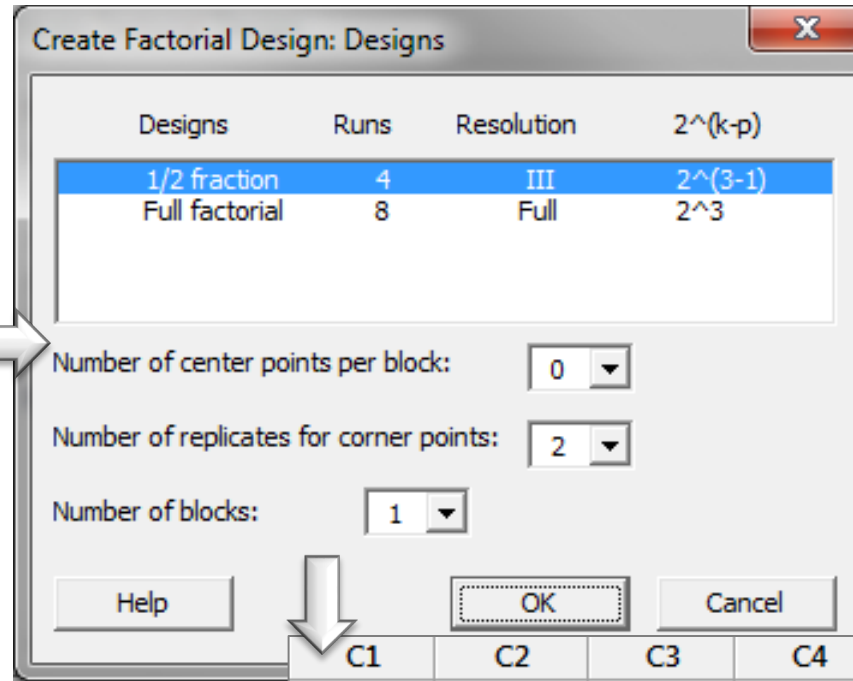 Create Factorial Design: Designs
Designs Runs Resolution 2^(k-p)
1/2 fraction 4 III 2^(3-1)
Full factorial 8 Full 2^3
Number of center points per block: 0
Number of replicates for corner points: 2
Number of blocks: 1
Help OK Cancel
C1 C2 C3 C4